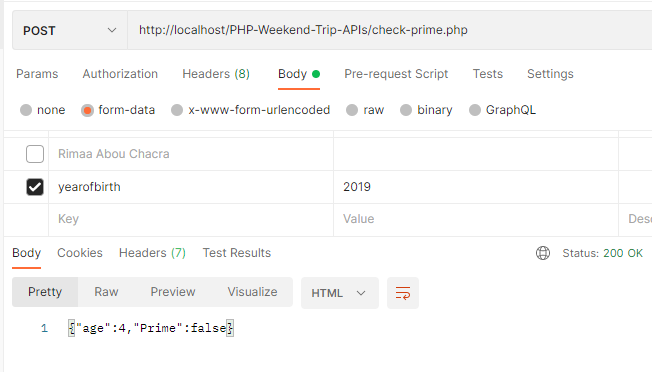 POST http://localhost/PHP-Weekend-Trip-APIs/check-prime.php
Params Authorization Headers (8) Body Pre-request Script Tests Settings
none form-data x-www-form-urlencoded raw binary GraphQL
Rimaa Abou Chacra
yearofbirth 2019
Key Value Desc
Body Cookies Headers (7) Test Results Status: 200 OK
Pretty Raw Preview Visualize HTML
1 {"age":4,"Prime":false}